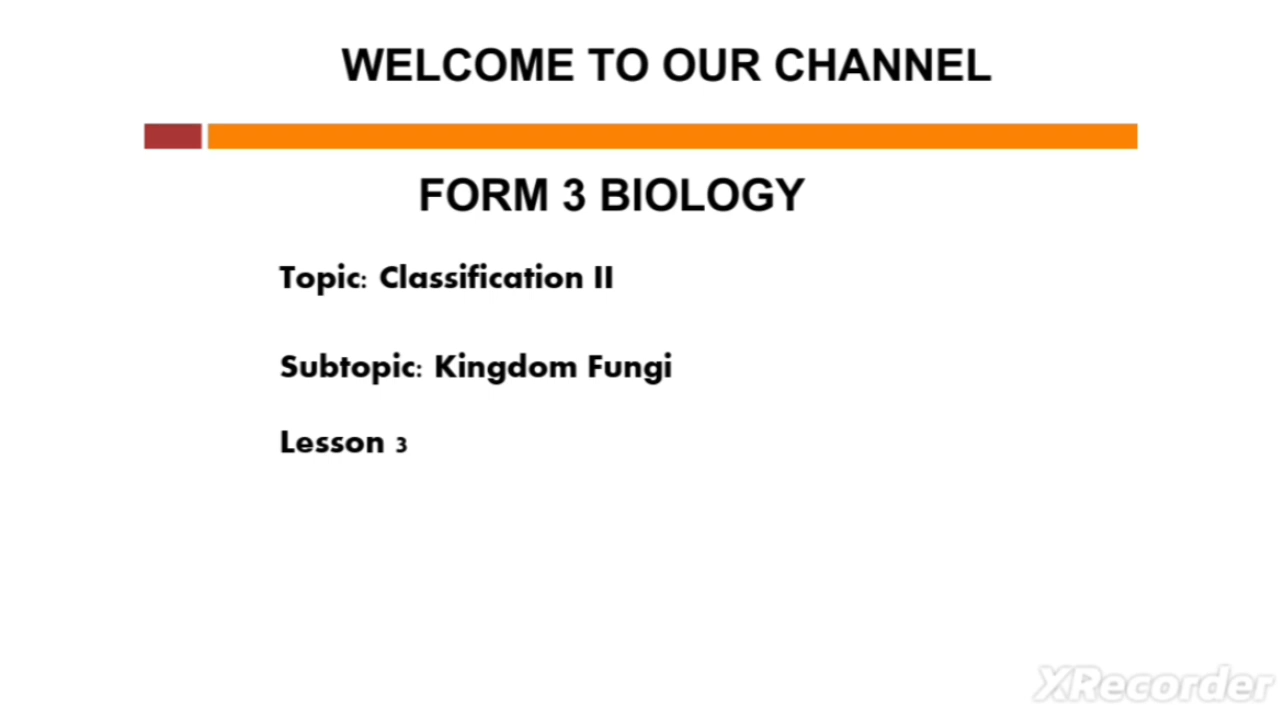 WELCOME TO OUR CHANNEL
FORM 3 BIOLOGY
Topic: Classification II
Subtopic: Kingdom Fungi
Lesson 3
XRecorder